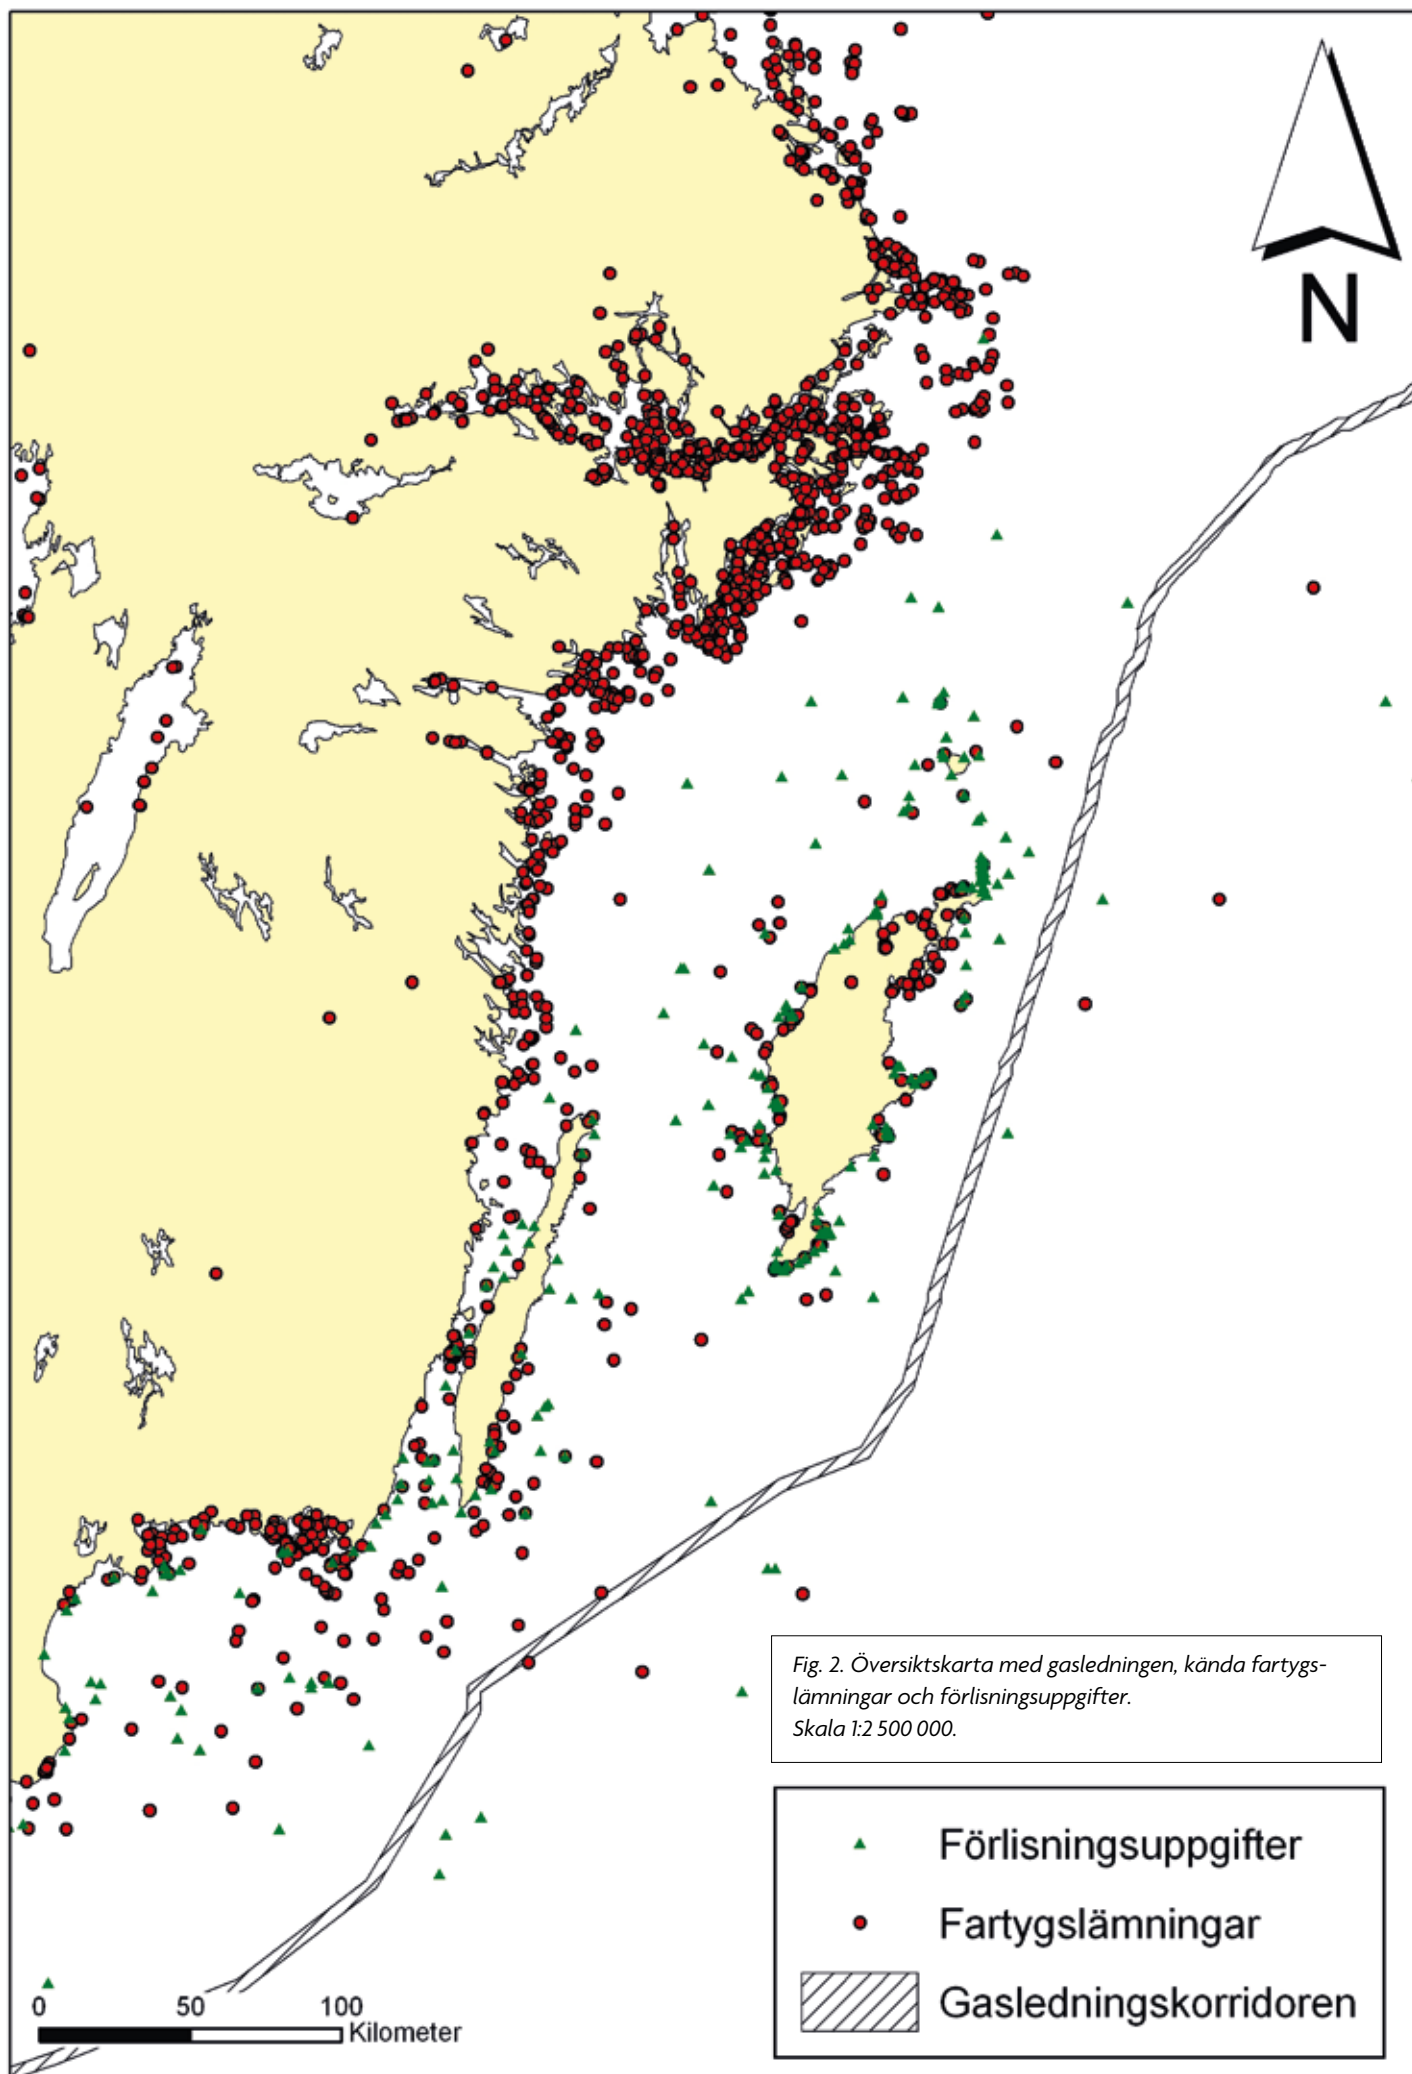 N
Fig. 2. Översiktskarta med gasledningen, kända fartygs-
lämningar och förlisningsuppgifter.
Skala 1:2 500 000.
Förlisningsuppgifter
Fartygslämningar
Gasledningskorridoren
0 50 100
Kilometer